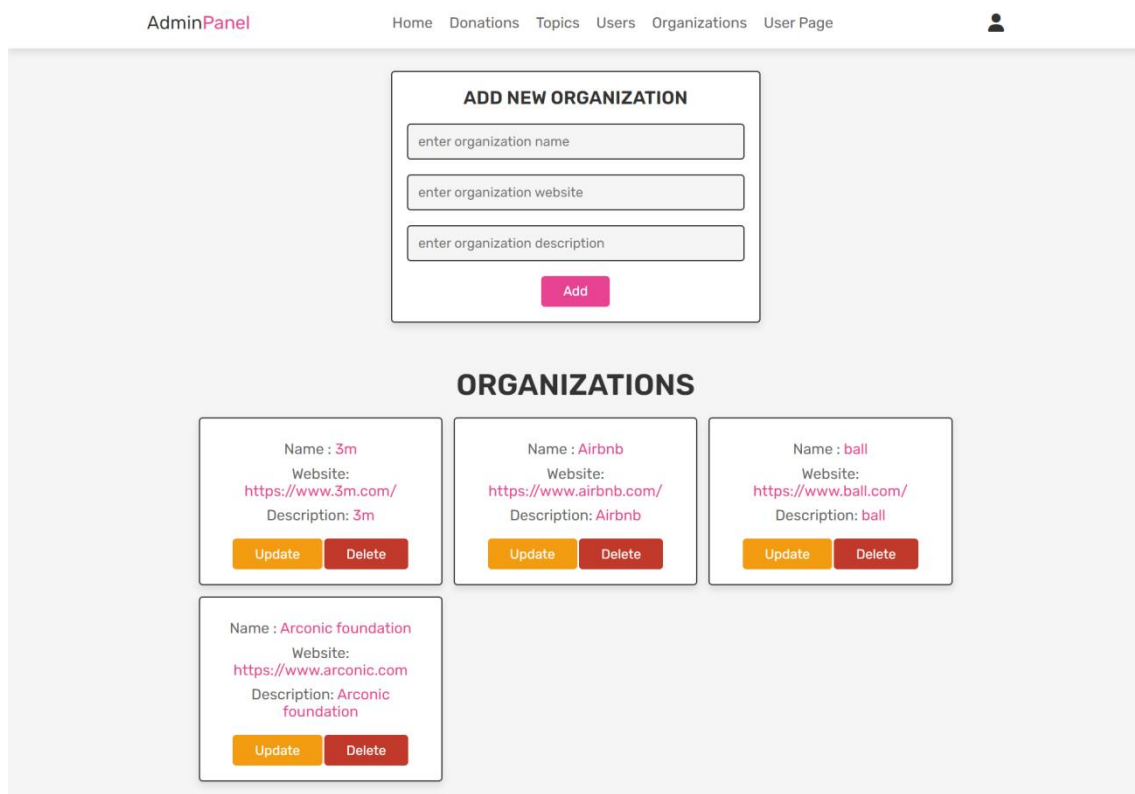 AdminPanel
Home Donations Topics Users Organizations User Page
ADD NEW ORGANIZATION
enter organization name
enter organization website
enter organization description
Add
ORGANIZATIONS
Name : 3m
Website:
https://www.3m.com/
Description: 3m
Update Delete
Name : Airbnb
Website:
https://www.airbnb.com/
Description: Airbnb
Update Delete
Name : ball
Website:
https://www.ball.com/
Description: ball
Update Delete
Name : Arconic foundation
Website:
https://www.arconic.com
Description: Arconic
foundation
Update Delete